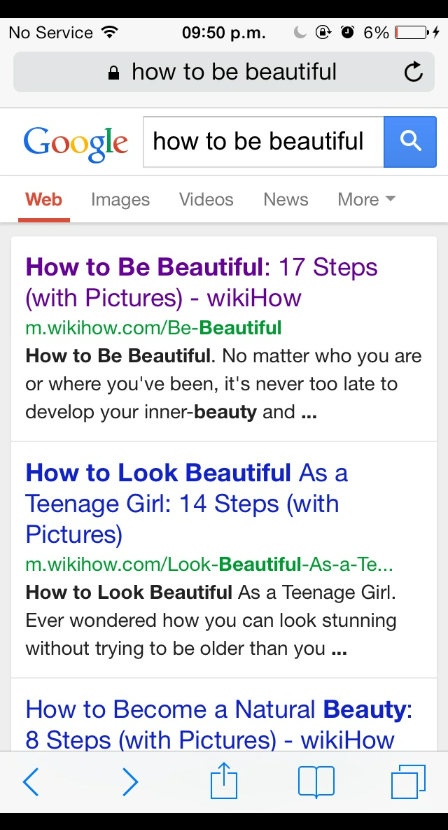 No Service 09:50 p.m. 6%
how to be beautiful
Google how to be beautiful
Web Images Videos News More
How to Be Beautiful: 17 Steps
(with Pictures) - wikiHow
m.wikihow.com/Be-Beautiful
How to Be Beautiful. No matter who you are
or where you've been, it's never too late to
develop your inner-beauty and ...
How to Look Beautiful As a
Teenage Girl: 14 Steps (with
Pictures)
m.wikihow.com/Look-Beautiful-As-a-Te...
How to Look Beautiful As a Teenage Girl.
Ever wondered how you can look stunning
without trying to be older than you ...
How to Become a Natural Beauty:
8 Steps (with Pictures) - wikiHow